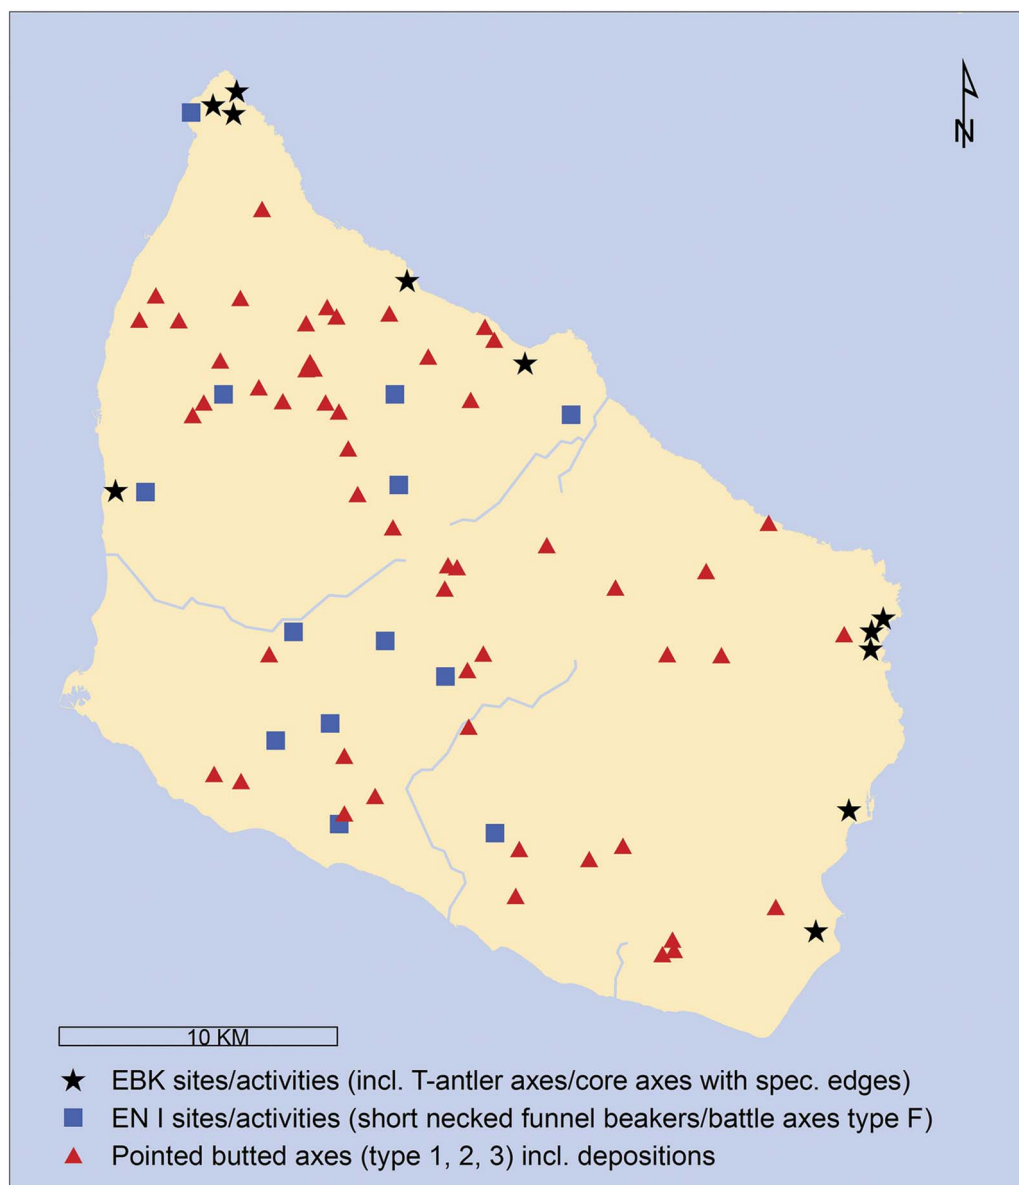 N
10 KM
EBK sites/activities (incl. T-antler axes/core axes with spec. edges)
EN I sites/activities (short necked funnel beakers/battle axes type F)
Pointed butted axes (type 1, 2, 3) incl. depositions